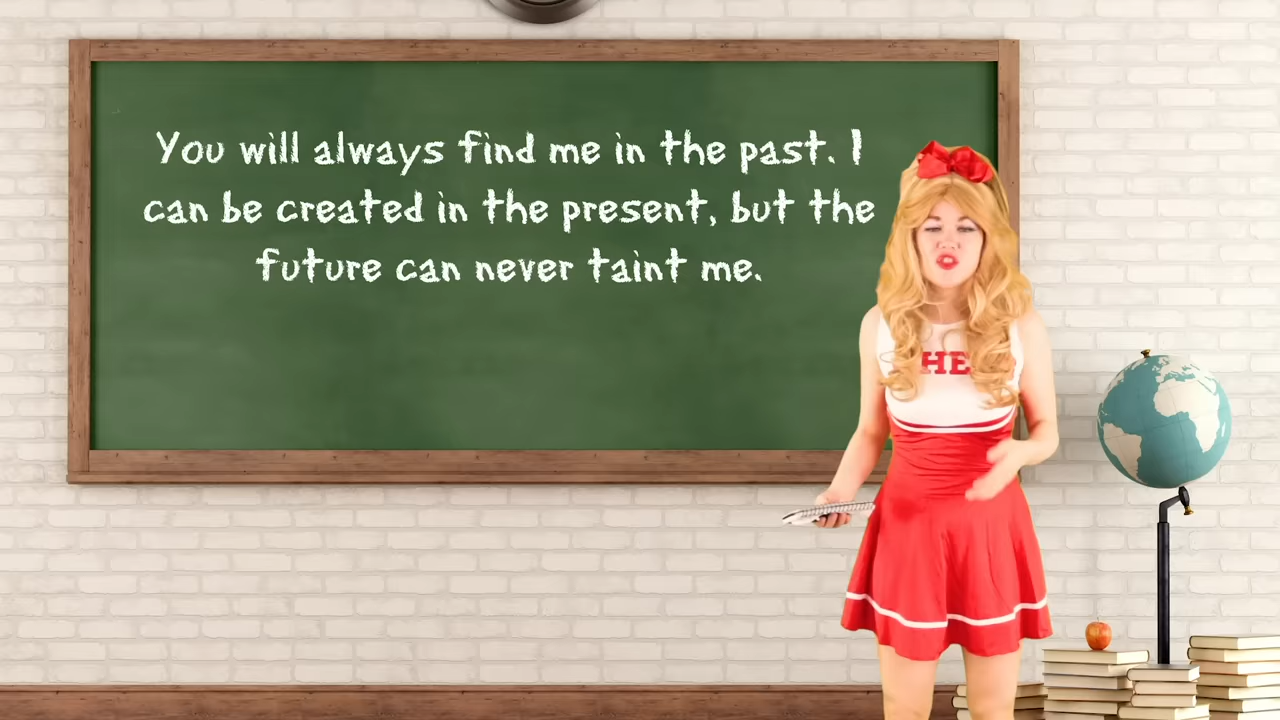 You will always find me in the past. I
can be created in the present, but the
future can never taint me.
HE